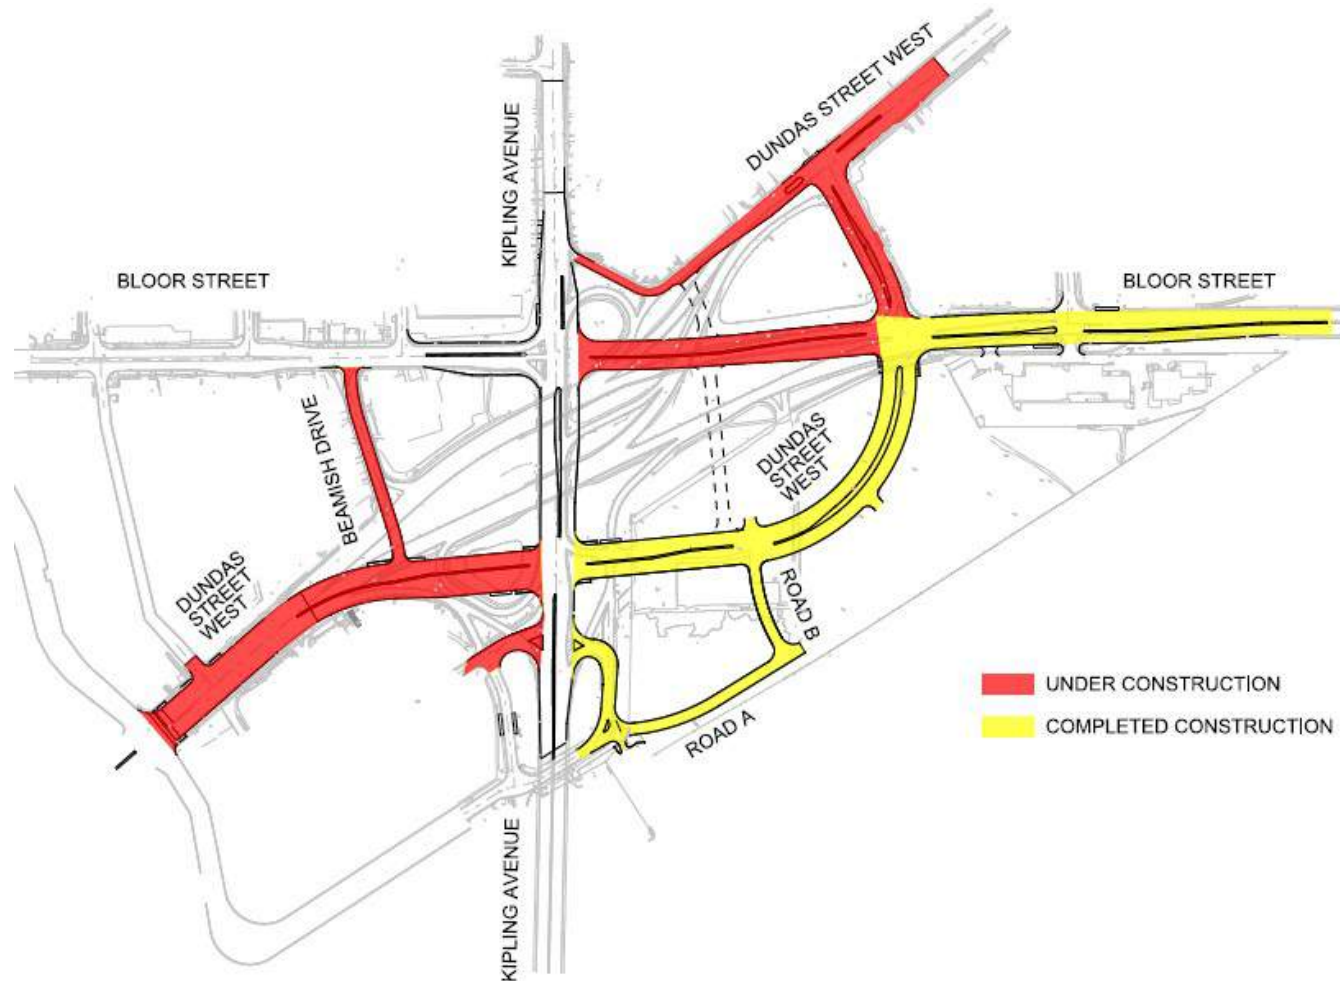 DUNDAS STREET WEST
KIPLING AVENUE
BLOOR STREET
BLOOR STREET
BEAMISH DRIVE
DUNDAS
STREET
WEST
DUNDAS
STREET
WEST
ROAD B
ROAD A
UNDER CONSTRUCTION
COMPLETED CONSTRUCTION
KIPLING AVENUE